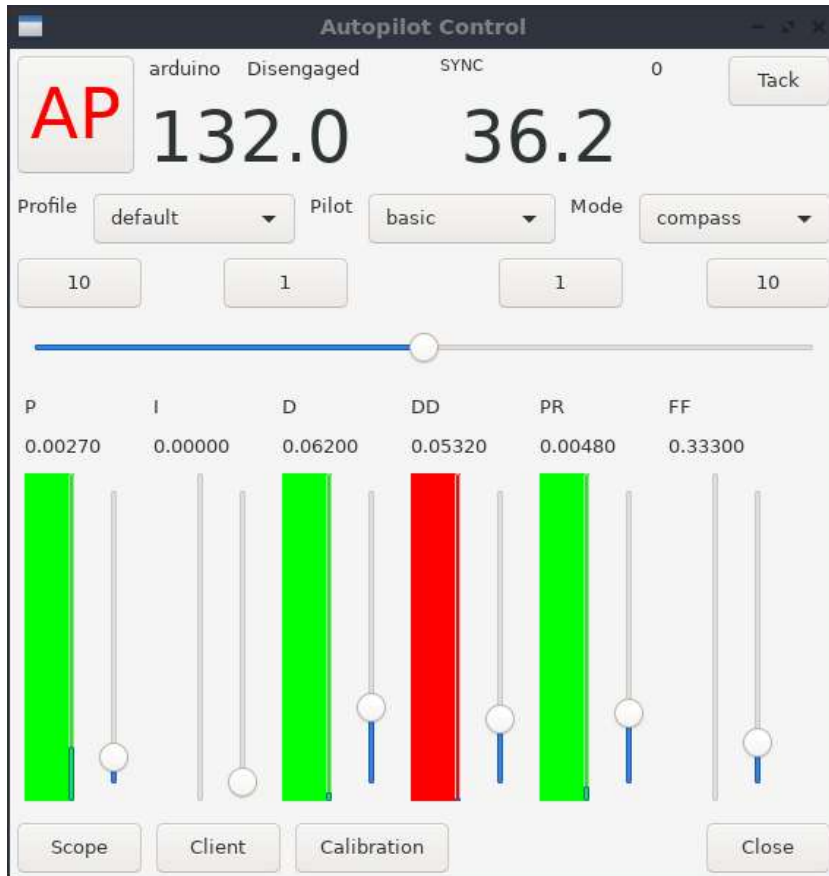 Autopilot Control
AP
arduino Disengaged SYNC 0
Tack
132.0 36.2
Profile default Pilot basic Mode compass
10 1 1 10
P I D DD PR FF
0.00270 0.00000 0.06200 0.05320 0.00480 0.33300
Scope Client Calibration Close